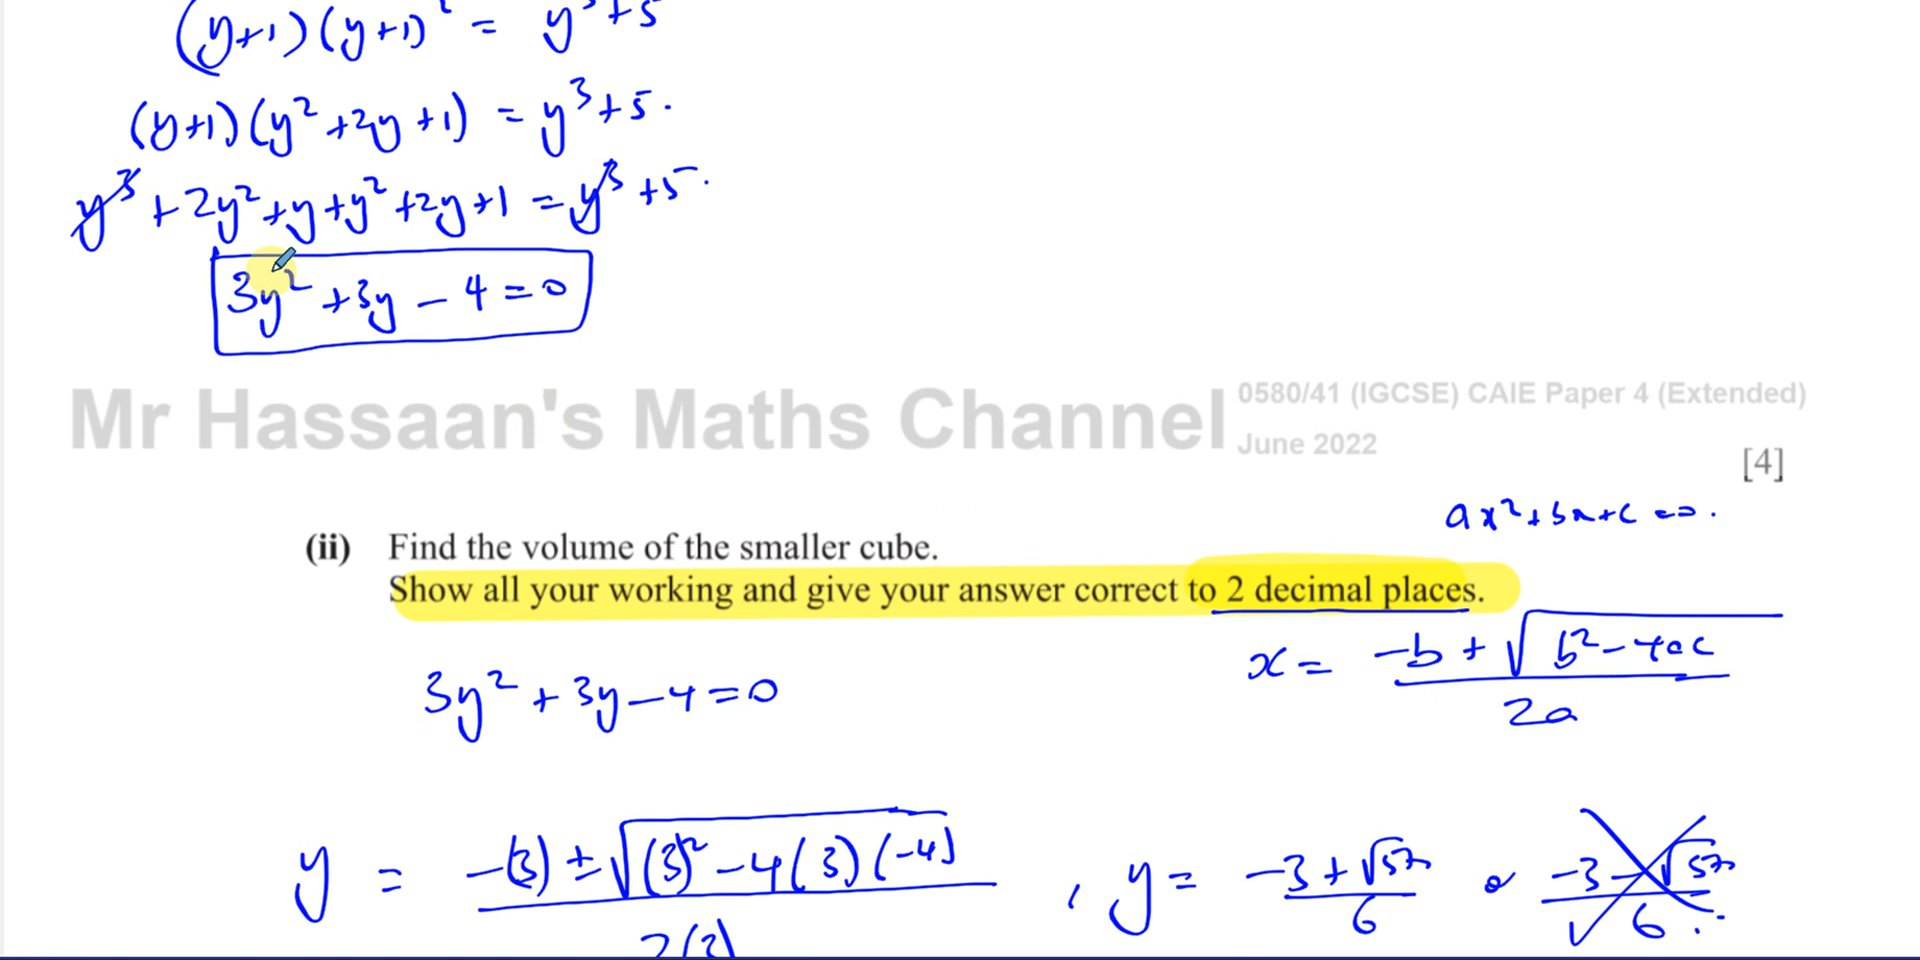 (y+1)(y+1)² = y³+5
(y+1)(y²+2y+1) = y³+5.
y³+2y²+y+y²+2y+1 = y³+5.
3y²+3y-4=0
Mr Hassaan's Maths Channel
0580/41 (IGCSE) CAIE Paper 4 (Extended)
June 2022
[4]
ax²+bx+c=0.
(ii) Find the volume of the smaller cube.
Show all your working and give your answer correct to 2 decimal places.
x = (-b+√(b²-4ac))/2a
3y²+3y-4=0
y = (-(3)±√((3)²-4(3)(-4)))/2(3) , y = (-3+√57)/6 or (-3-√57)/6